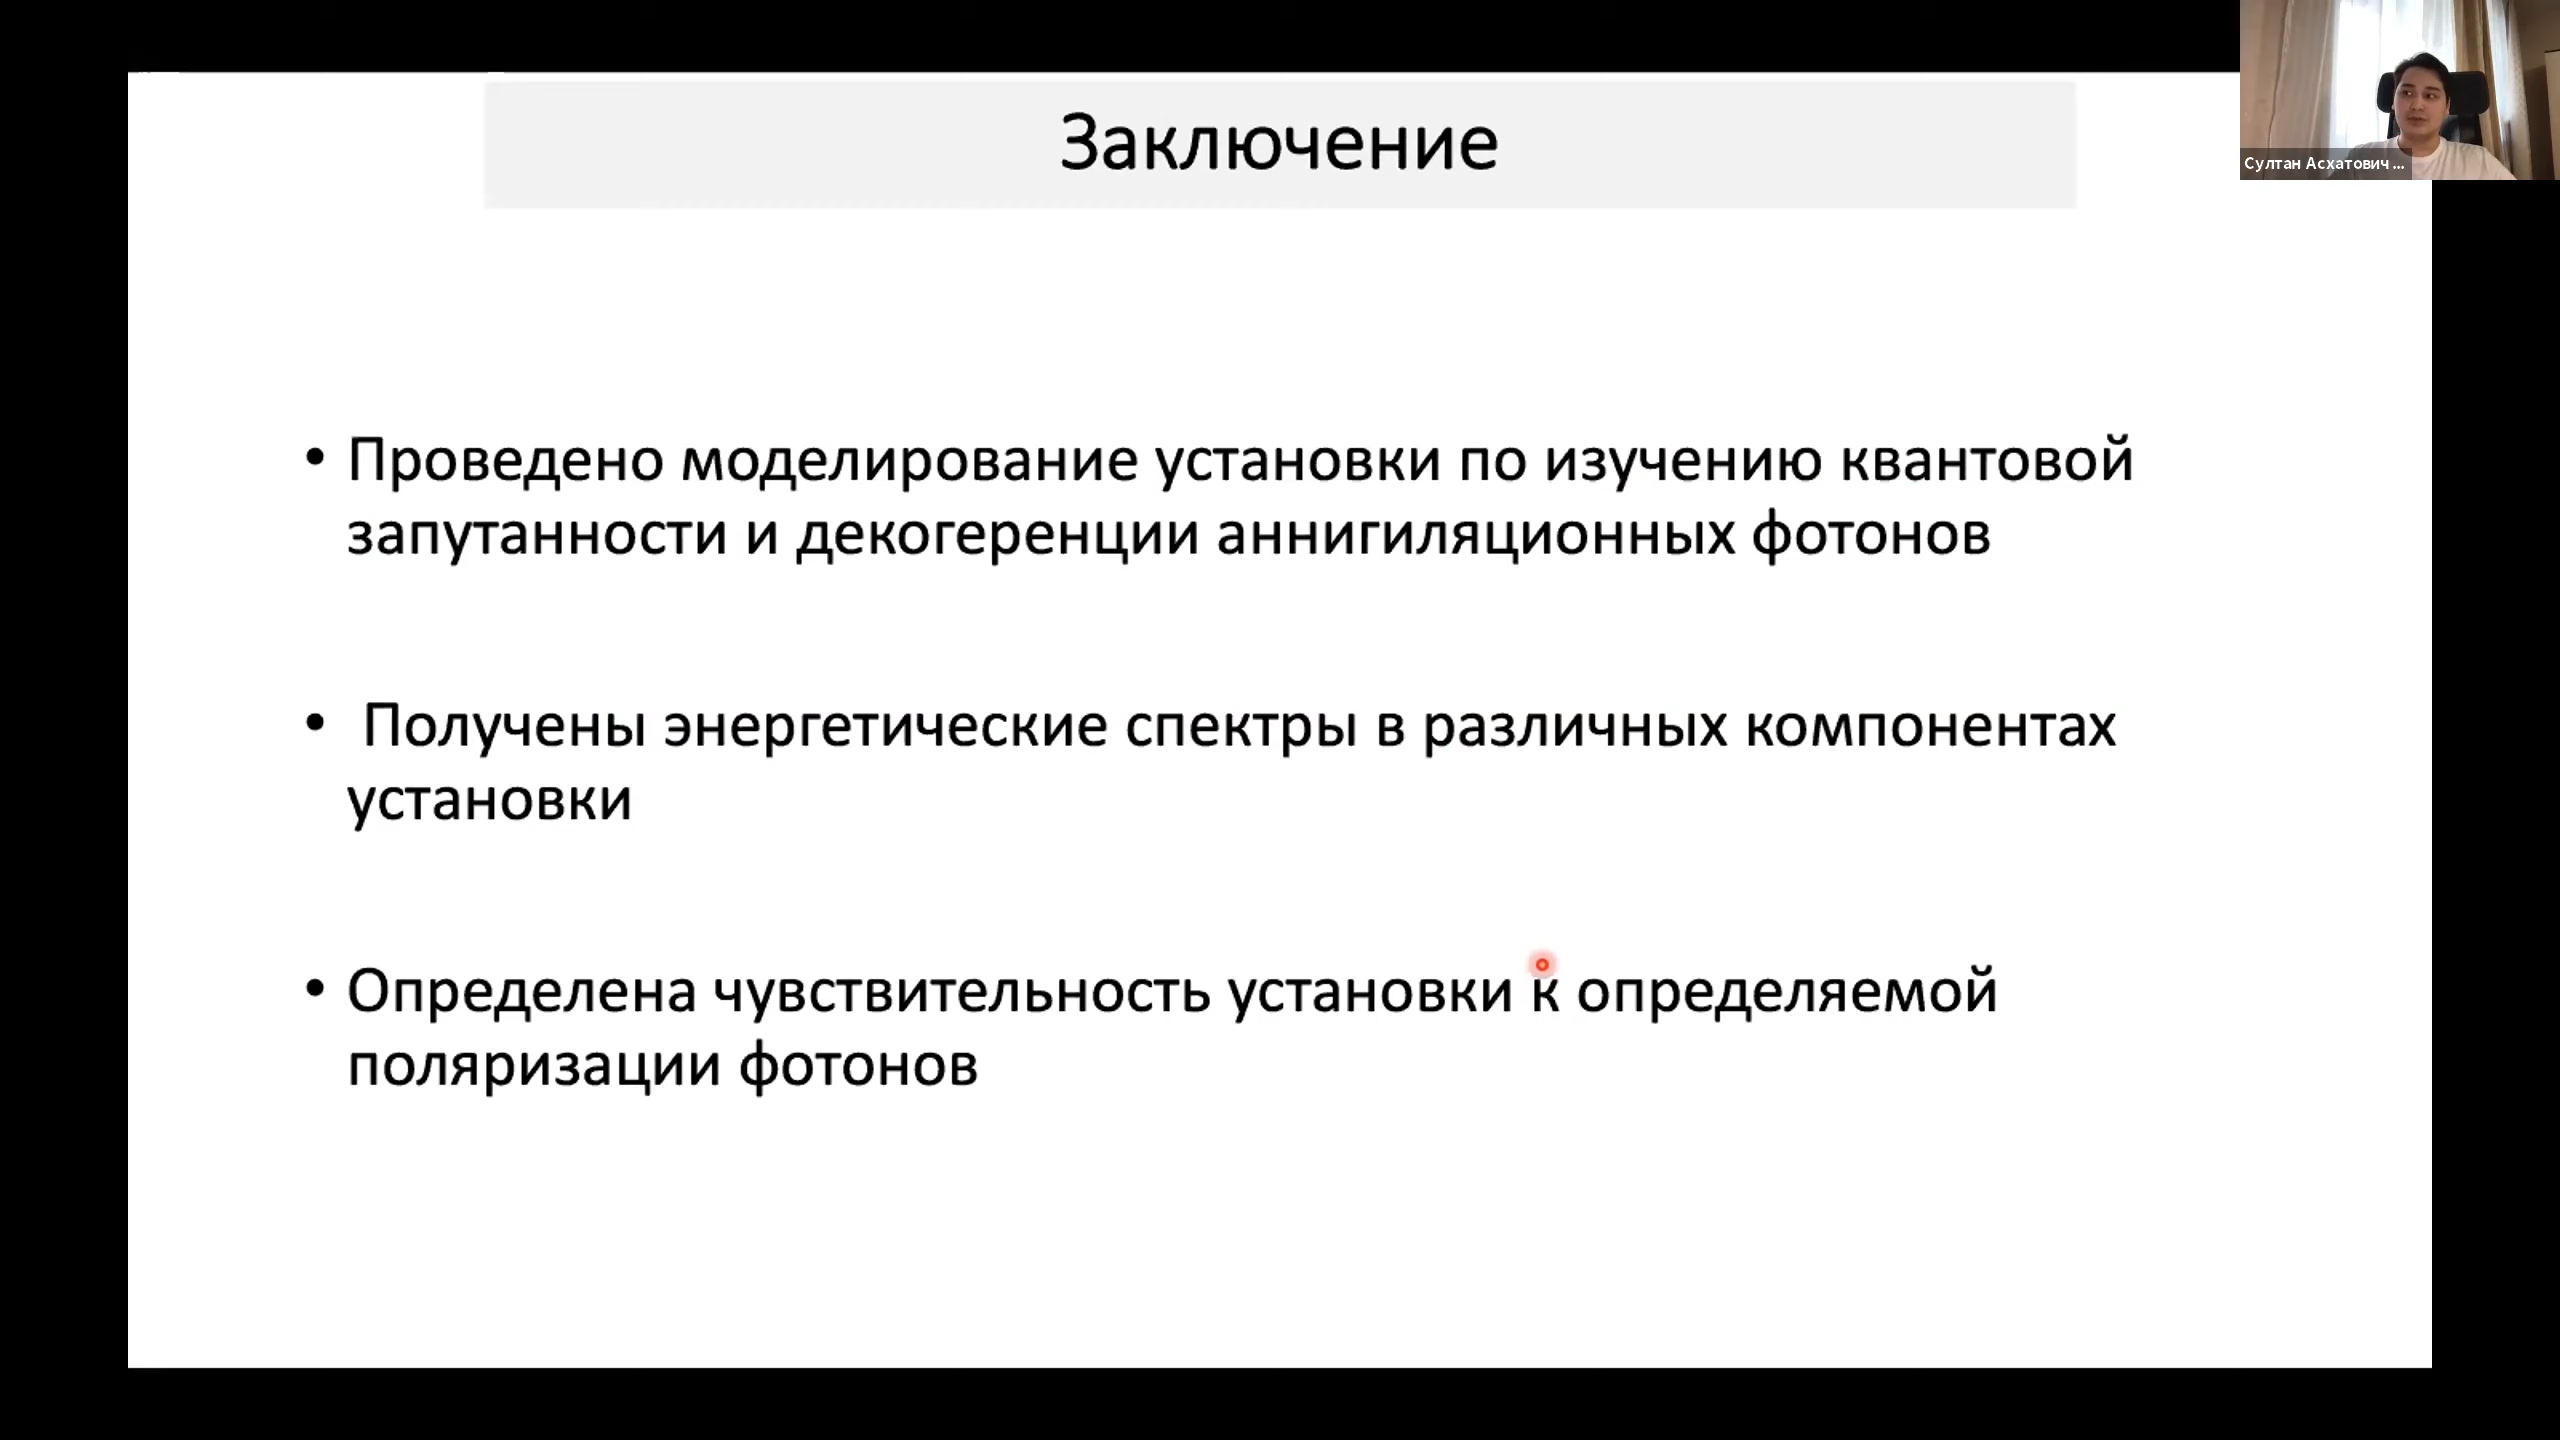 Заключение
Султан Асхатович ...
• Проведено моделирование установки по изучению квантовой
запутанности и декогеренции аннигиляционных фотонов
• Получены энергетические спектры в различных компонентах
установки
• Определена чувствительность установки к определяемой
поляризации фотонов